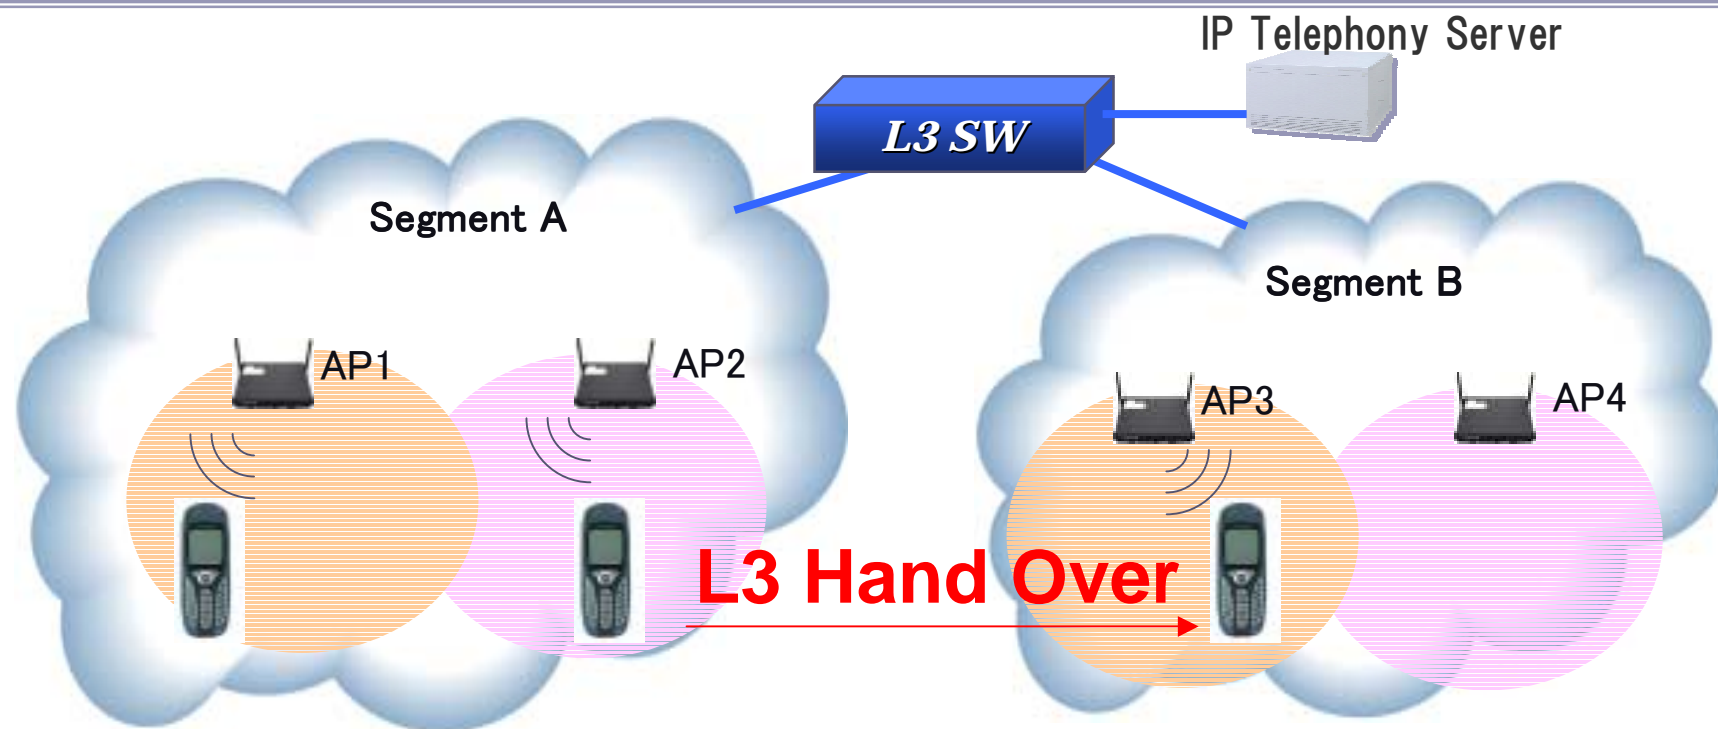 IP Telephony Server
L3 SW
Segment A
Segment B
AP1
AP2
AP3
AP4
L3 Hand Over